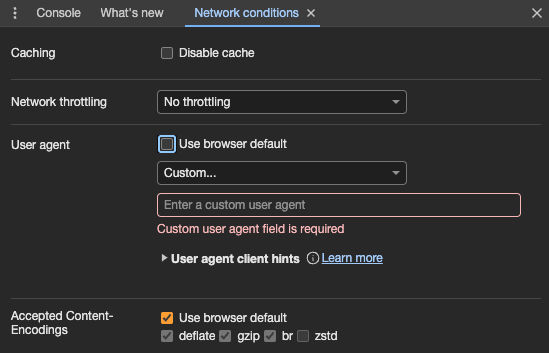 Console What's new Network conditions
Caching Disable cache
Network throttling No throttling
User agent Use browser default
Custom...
Enter a custom user agent
Custom user agent field is required
User agent client hints Learn more
Accepted Content-
Encodings
Use browser default
deflate gzip br zstd